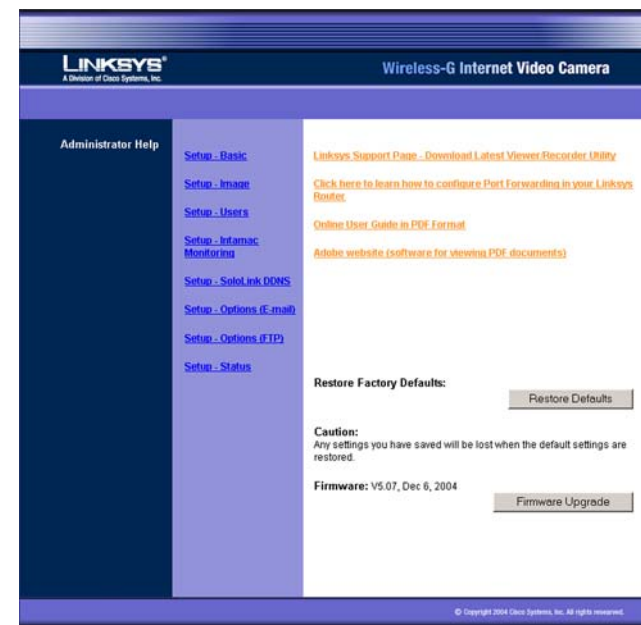 LINKSYS®
A Division of Cisco Systems, Inc.
Wireless-G Internet Video Camera
Administrator Help
Setup - Basic
Setup - Image
Setup - Users
Setup - Intamac
Monitoring
Setup - SoloLink DDNS
Setup - Options (E-mail)
Setup - Options (FTP)
Setup - Status
Linksys Support Page - Download Latest Viewer/Recorder Utility
Click here to learn how to configure Port Forwarding in your Linksys
Router.
Online User Guide in PDF Format
Adobe website (software for viewing PDF documents)
Restore Factory Defaults:
Restore Defaults
Caution:
Any settings you have saved will be lost when the default settings are
restored.
Firmware: V5.07, Dec 6, 2004
Firmware Upgrade
© Copyright 2004 Cisco Systems, Inc. All rights reserved.